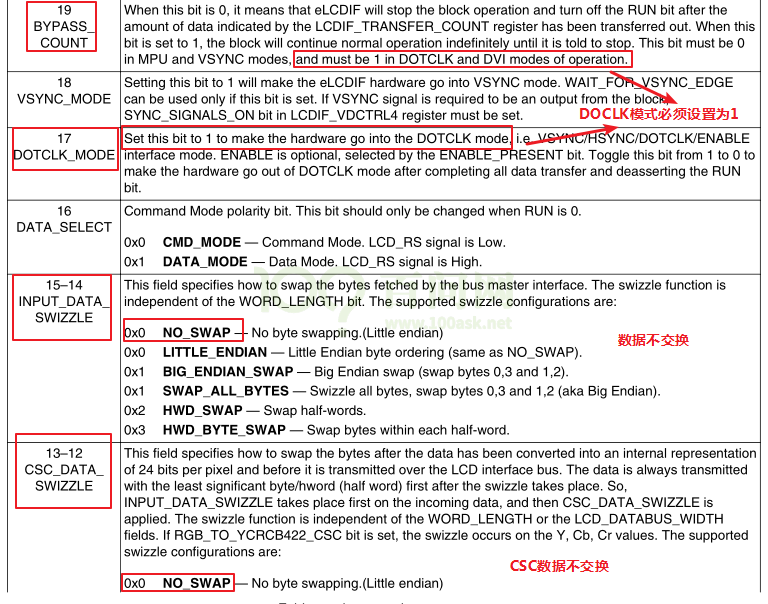 19
BYPASS_
COUNT
When this bit is 0, it means that eLCDIF will stop the block operation and turn off the RUN bit after the
amount of data indicated by the LCDIF_TRANSFER_COUNT register has been transferred out. When this
bit is set to 1, the block will continue normal operation indefinitely until it is told to stop. This bit must be 0
in MPU and VSYNC modes, and must be 1 in DOTCLK and DVI modes of operation.
18
VSYNC_MODE
Setting this bit to 1 will make the eLCDIF hardware go into VSYNC mode. WAIT_FOR_VSYNC_EDGE
can be used only if this bit is set. If VSYNC signal is required to be an output from the block,
SYNC_SIGNALS_ON bit in LCDIF_VDCTRL4 register must be set.
DOCLK模式必须设置为1
17
DOTCLK_MODE
Set this bit to 1 to make the hardware go into the DOTCLK mode, i.e. VSYNC/HSYNC/DOTCLK/ENABLE
interface mode. ENABLE is optional, selected by the ENABLE_PRESENT bit. Toggle this bit from 1 to 0 to
make the hardware go out of DOTCLK mode after completing all data transfer and deasserting the RUN
bit.
16
DATA_SELECT
Command Mode polarity bit. This bit should only be changed when RUN is 0.
0x0 CMD_MODE — Command Mode. LCD_RS signal is Low.
0x1 DATA_MODE — Data Mode. LCD_RS signal is High.
15–14
INPUT_DATA_
SWIZZLE
This field specifies how to swap the bytes fetched by the bus master interface. The swizzle function is
independent of the WORD_LENGTH bit. The supported swizzle configurations are:
www.100ask.net
0x0 NO_SWAP — No byte swapping.(Little endian)
数据不交换
0x0 LITTLE_ENDIAN — Little Endian byte ordering (same as NO_SWAP).
0x1 BIG_ENDIAN_SWAP — Big Endian swap (swap bytes 0,3 and 1,2).
0x1 SWAP_ALL_BYTES — Swizzle all bytes, swap bytes 0,3 and 1,2 (aka Big Endian).
0x2 HWD_SWAP — Swap half-words.
0x3 HWD_BYTE_SWAP — Swap bytes within each half-word.
13–12
CSC_DATA_
SWIZZLE
This field specifies how to swap the bytes after the data has been converted into an internal representation
of 24 bits per pixel and before it is transmitted over the LCD interface bus. The data is always transmitted
with the least significant byte/hword (half word) first after the swizzle takes place. So,
INPUT_DATA_SWIZZLE takes place first on the incoming data, and then CSC_DATA_SWIZZLE is
applied. The swizzle function is independent of the WORD_LENGTH or the LCD_DATABUS_WIDTH
fields. If RGB_TO_YCRCB422_CSC bit is set, the swizzle occurs on the Y, Cb, Cr values. The supported
swizzle configurations are:
CSC数据不交换
0x0 NO_SWAP — No byte swapping.(Little endian)